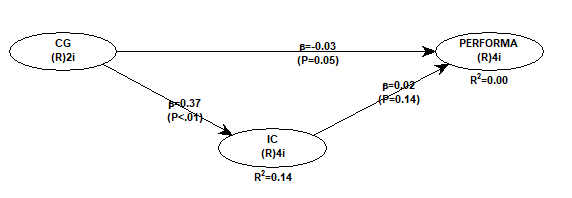 CG
(R)2i
β=-0.03
(P=0.05)
PERFORMA
(R)4i
R²=0.00
β=0.37
(P<.01)
β=0.02
(P=0.14)
IC
(R)4i
R²=0.14